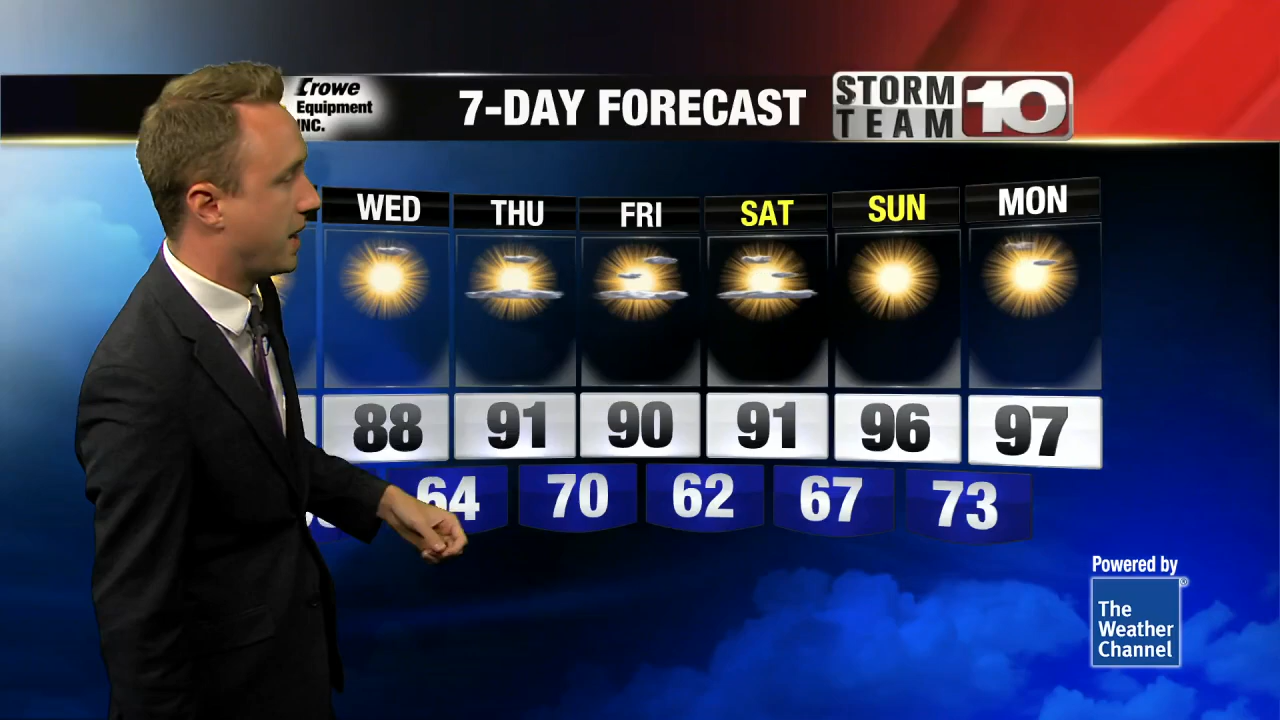 Crowe
Equipment
INC.
7-DAY FORECAST
STORM
TEAM
10
WED THU FRI SAT SUN MON
88 91 90 91 96 97
64 70 62 67 73
Powered by
The
Weather
Channel